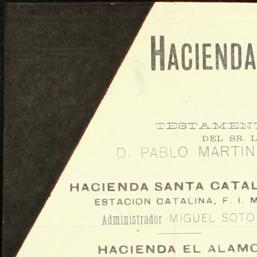 HACIENDA
TESTAMENT
DEL SR. L
D. PABLO MARTIN
HACIENDA SANTA CATAL
ESTACION CATALINA, F. I. M
Administrador MIGUEL SOTO
HACIENDA EL ALAMO